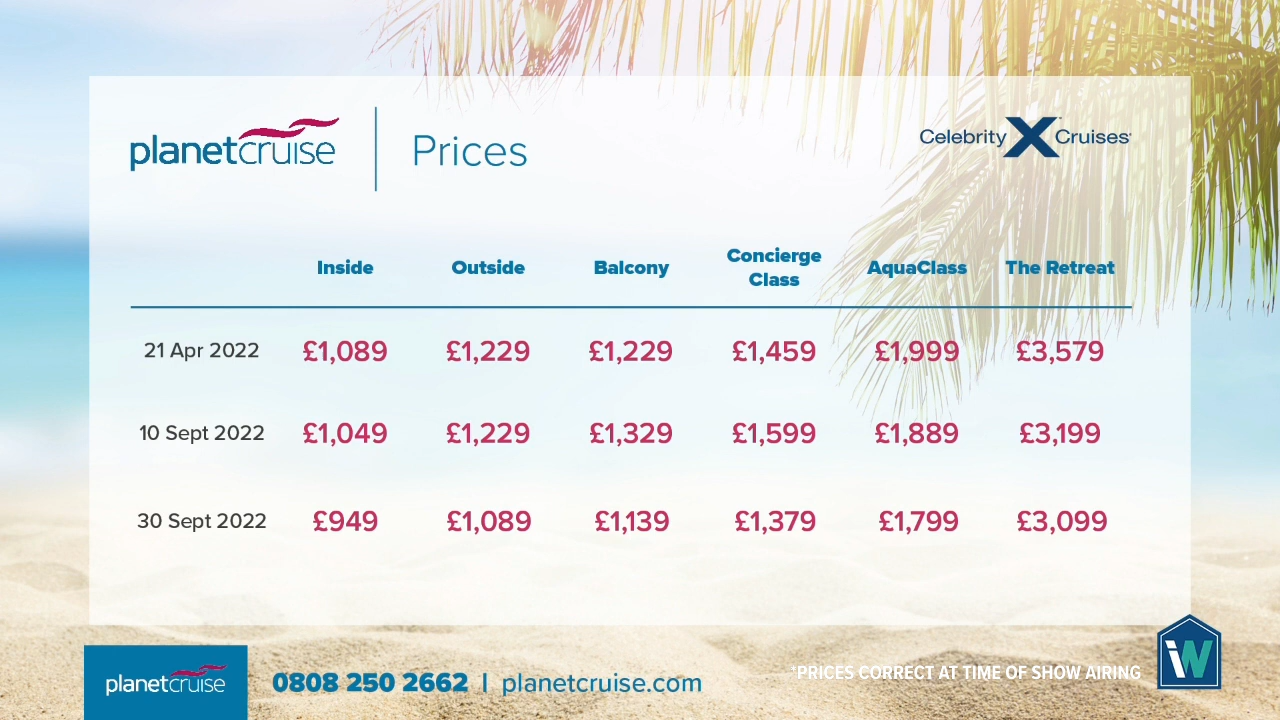 planetcruise
Prices
Celebrity X Cruises
Inside Outside Balcony Concierge Class AquaClass The Retreat
21 Apr 2022 £1,089 £1,229 £1,229 £1,459 £1,999 £3,579
10 Sept 2022 £1,049 £1,229 £1,329 £1,599 £1,889 £3,199
30 Sept 2022 £949 £1,089 £1,139 £1,379 £1,799 £3,099
planetcruise 0808 250 2662 | planetcruise.com
*PRICES CORRECT AT TIME OF SHOW AIRING
iW